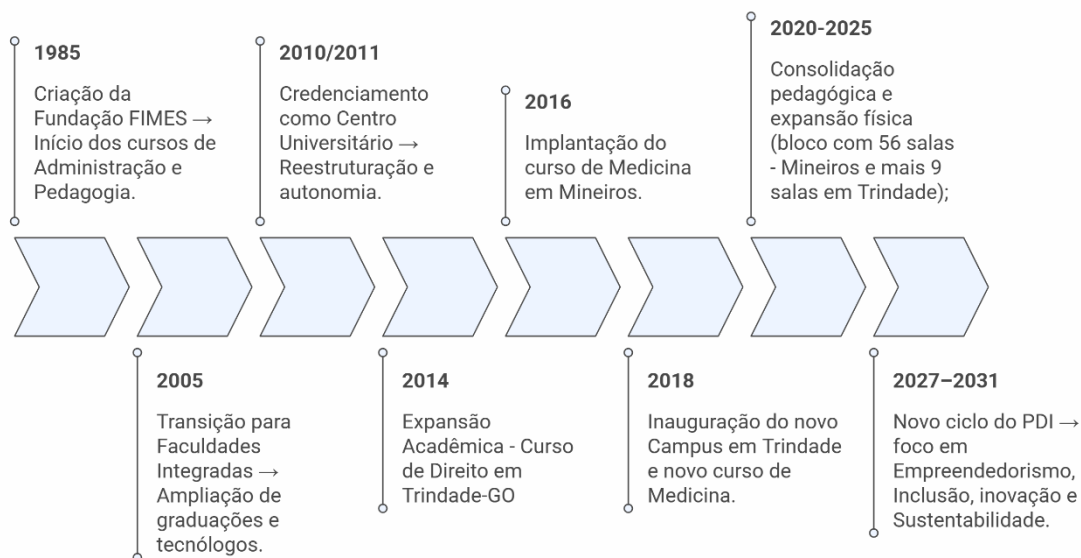 1985
Criação da
Fundação FIMES →
Início dos cursos de
Administração e
Pedagogia.
2005
Transição para
Faculdades
Integradas →
Ampliação de
graduações e
tecnólogos.
2010/2011
Credenciamento
como Centro
Universitário →
Reestruturação e
autonomia.
2014
Expansão
Acadêmica - Curso
de Direito em
Trindade-GO
2016
Implantação do
curso de Medicina
em Mineiros.
2018
Inauguração do novo
Campus em Trindade
e novo curso de
Medicina.
2020-2025
Consolidação
pedagógica e
expansão física
(bloco com 56 salas
- Mineiros e mais 9
salas em Trindade);
2027–2031
Novo ciclo do PDI →
foco em
Empreendedorismo,
Inclusão, inovação e
Sustentabilidade.